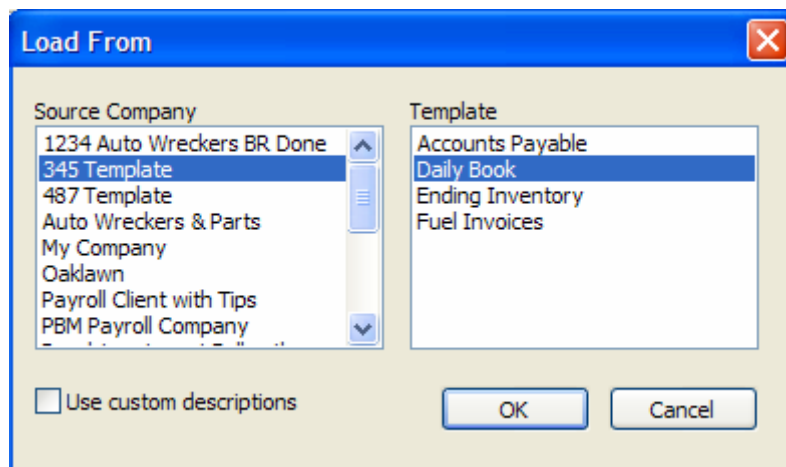 Load From
Source Company
1234 Auto Wreckers BR Done
345 Template
487 Template
Auto Wreckers & Parts
My Company
Oaklawn
Payroll Client with Tips
PBM Payroll Company
Template
Accounts Payable
Daily Book
Ending Inventory
Fuel Invoices
Use custom descriptions
OK
Cancel